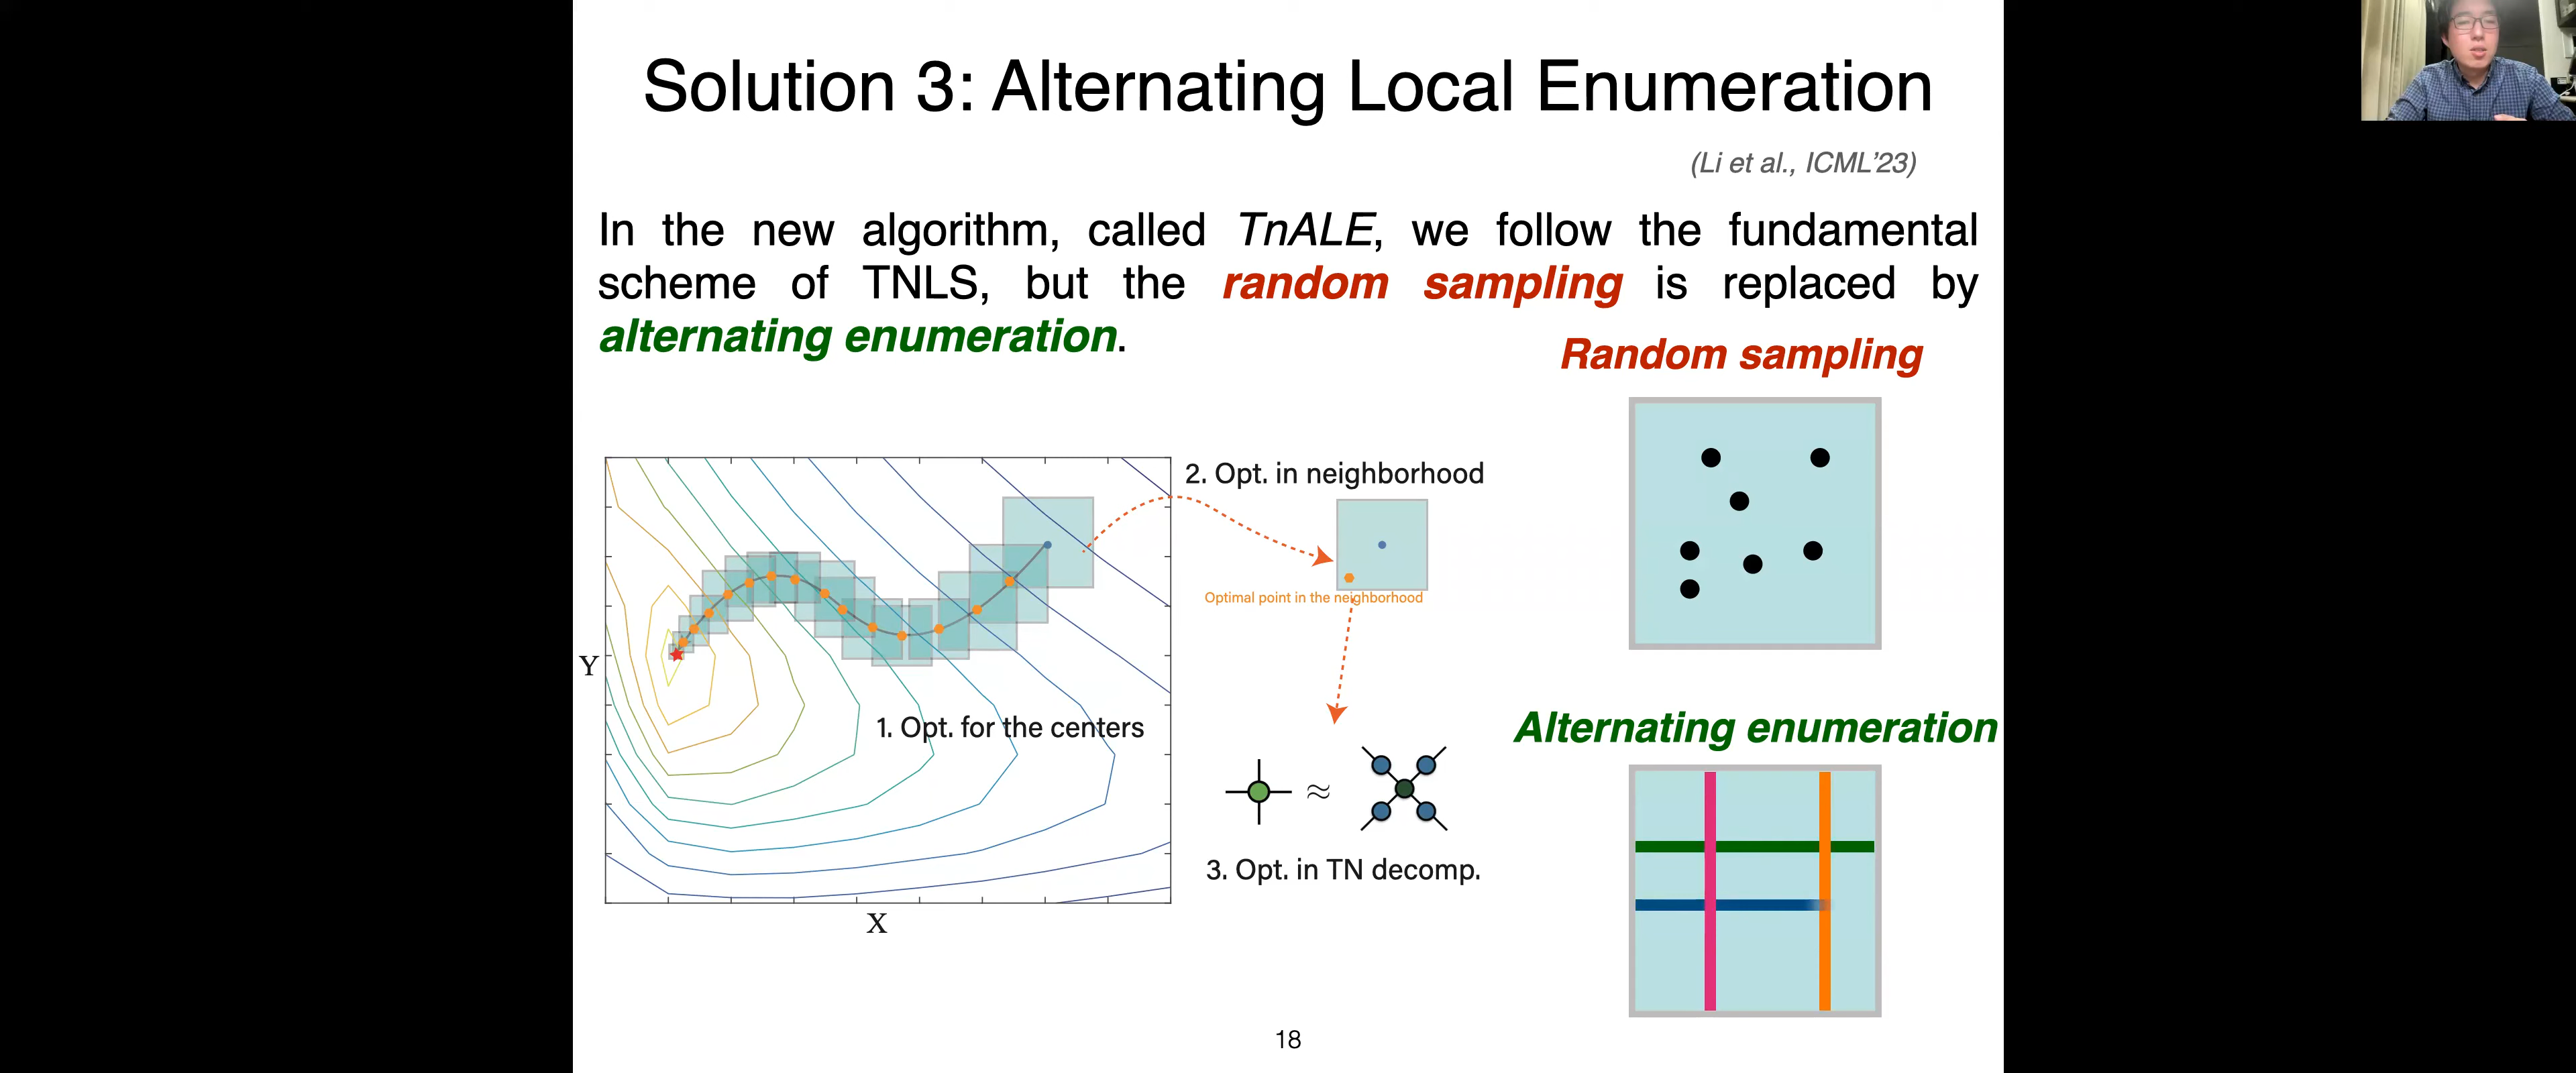 Solution 3: Alternating Local Enumeration
(Li et al., ICML’23)
In the new algorithm, called TnALE, we follow the fundamental
scheme of TNLS, but the random sampling is replaced by
alternating enumeration.
Random sampling
2. Opt. in neighborhood
Optimal point in the neighborhood
Y
1. Opt. for the centers
Alternating enumeration
≈
3. Opt. in TN decomp.
X
18